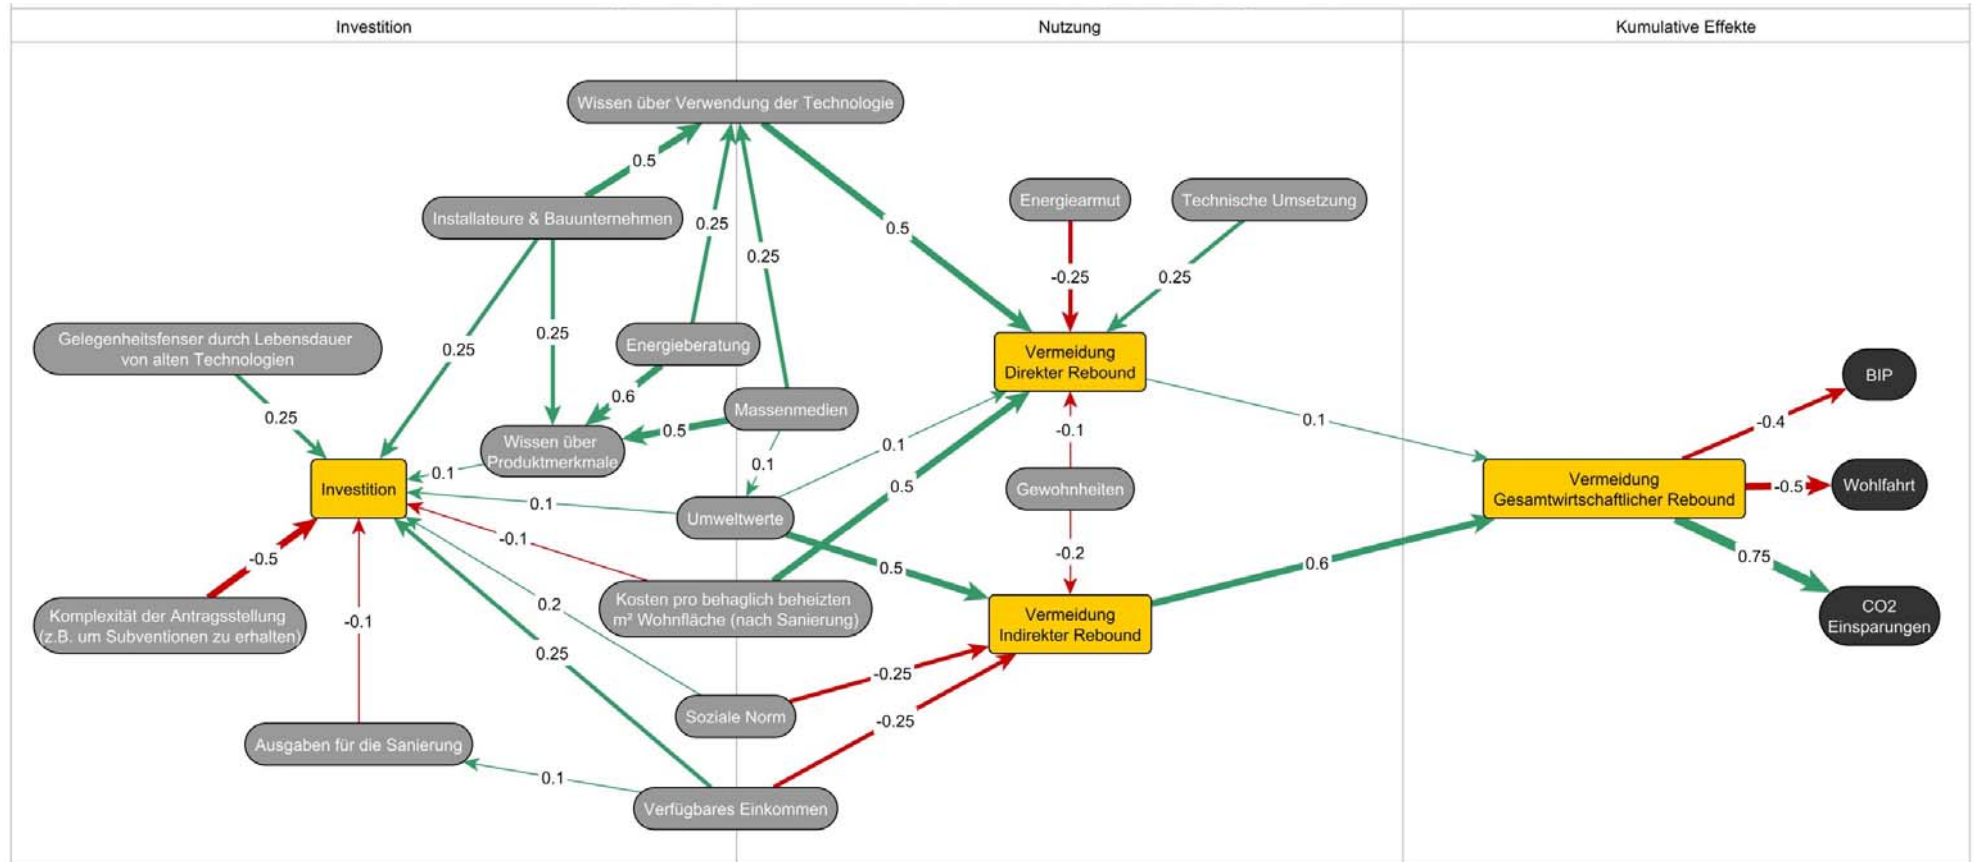 Investition
Nutzung
Kumulative Effekte
Wissen über Verwendung der Technologie
0.5
Installateure & Bauunternehmen
Energiearmut
Technische Umsetzung
0.25
0.25
0.5
-0.25
0.25
Gelegenheitsfenser durch Lebensdauer
von alten Technologien
0.25
0.25
Energieberatung
Vermeidung
Direkter Rebound
BIP
0.25
0.6
Massenmedien
0.5
0.1
-0.4
Wissen über
Produktmerkmale
0.1
0.1
0.1
-0.1
Investition
0.1
0.5
Gewohnheiten
Vermeidung
Gesamtwirtschaftlicher Rebound
-0.5
Wohlfahrt
Umweltwerte
-0.1
-0.5
0.5
-0.2
0.6
0.75
Komplexität der Antragsstellung
(z.B. um Subventionen zu erhalten)
-0.1
0.2
Kosten pro behaglich beheizten
m² Wohnfläche (nach Sanierung)
Vermeidung
Indirekter Rebound
CO2
Einsparungen
0.25
-0.25
Soziale Norm
-0.25
Ausgaben für die Sanierung
0.1
Verfügbares Einkommen